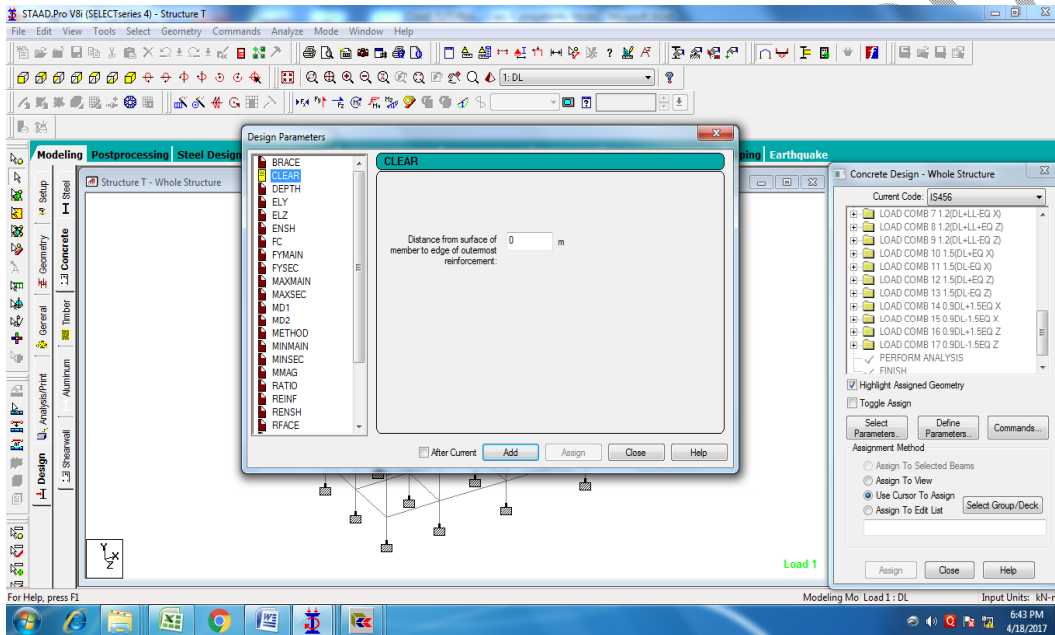 STAAD.Pro V8i (SELECTseries 4) - Structure T
File Edit View Tools Select Geometry Commands Analyze Mode Window Help
1: DL
Modeling Postprocessing Steel Design ping Earthquake
Structure T - Whole Structure
Setup
Geometry
General
Analysis/Print
Design
Steel
Concrete
Timber
Aluminum
Shearwall
Design Parameters
BRACE
CLEAR
DEPTH
ELY
ELZ
ENSH
FC
FYMAIN
FYSEC
MAXMAIN
MAXSEC
MD1
MD2
METHOD
MINMAIN
MINSEC
MMAG
RATIO
REINF
RENSH
RFACE
CLEAR
Distance from surface of
member to edge of outermost
reinforcement:
0 m
After Current Add Assign Close Help
Y
X
Z
Load 1
Concrete Design - Whole Structure
Current Code: IS456
LOAD COMB 7 1.2(DL+LL-EQ X)
LOAD COMB 8 1.2(DL+LL+EQ Z)
LOAD COMB 9 1.2(DL+LL-EQ Z)
LOAD COMB 10 1.5(DL+EQ X)
LOAD COMB 11 1.5(DL-EQ X)
LOAD COMB 12 1.5(DL+EQ Z)
LOAD COMB 13 1.5(DL-EQ Z)
LOAD COMB 14 0.9DL+1.5EQ X
LOAD COMB 15 0.9DL-1.5EQ X
LOAD COMB 16 0.9DL+1.5EQ Z
LOAD COMB 17 0.9DL-1.5EQ Z
PERFORM ANALYSIS
FINISH
Highlight Assigned Geometry
Toggle Assign
Select
Parameters..
Define
Parameters..
Commands...
Assignment Method
Assign To Selected Beams
Assign To View
Use Cursor To Assign
Assign To Edit List
Select Group/Deck
Assign Close Help
For Help, press F1
Modeling Mo Load 1 : DL Input Units: kN-r
6:43 PM
4/18/2017